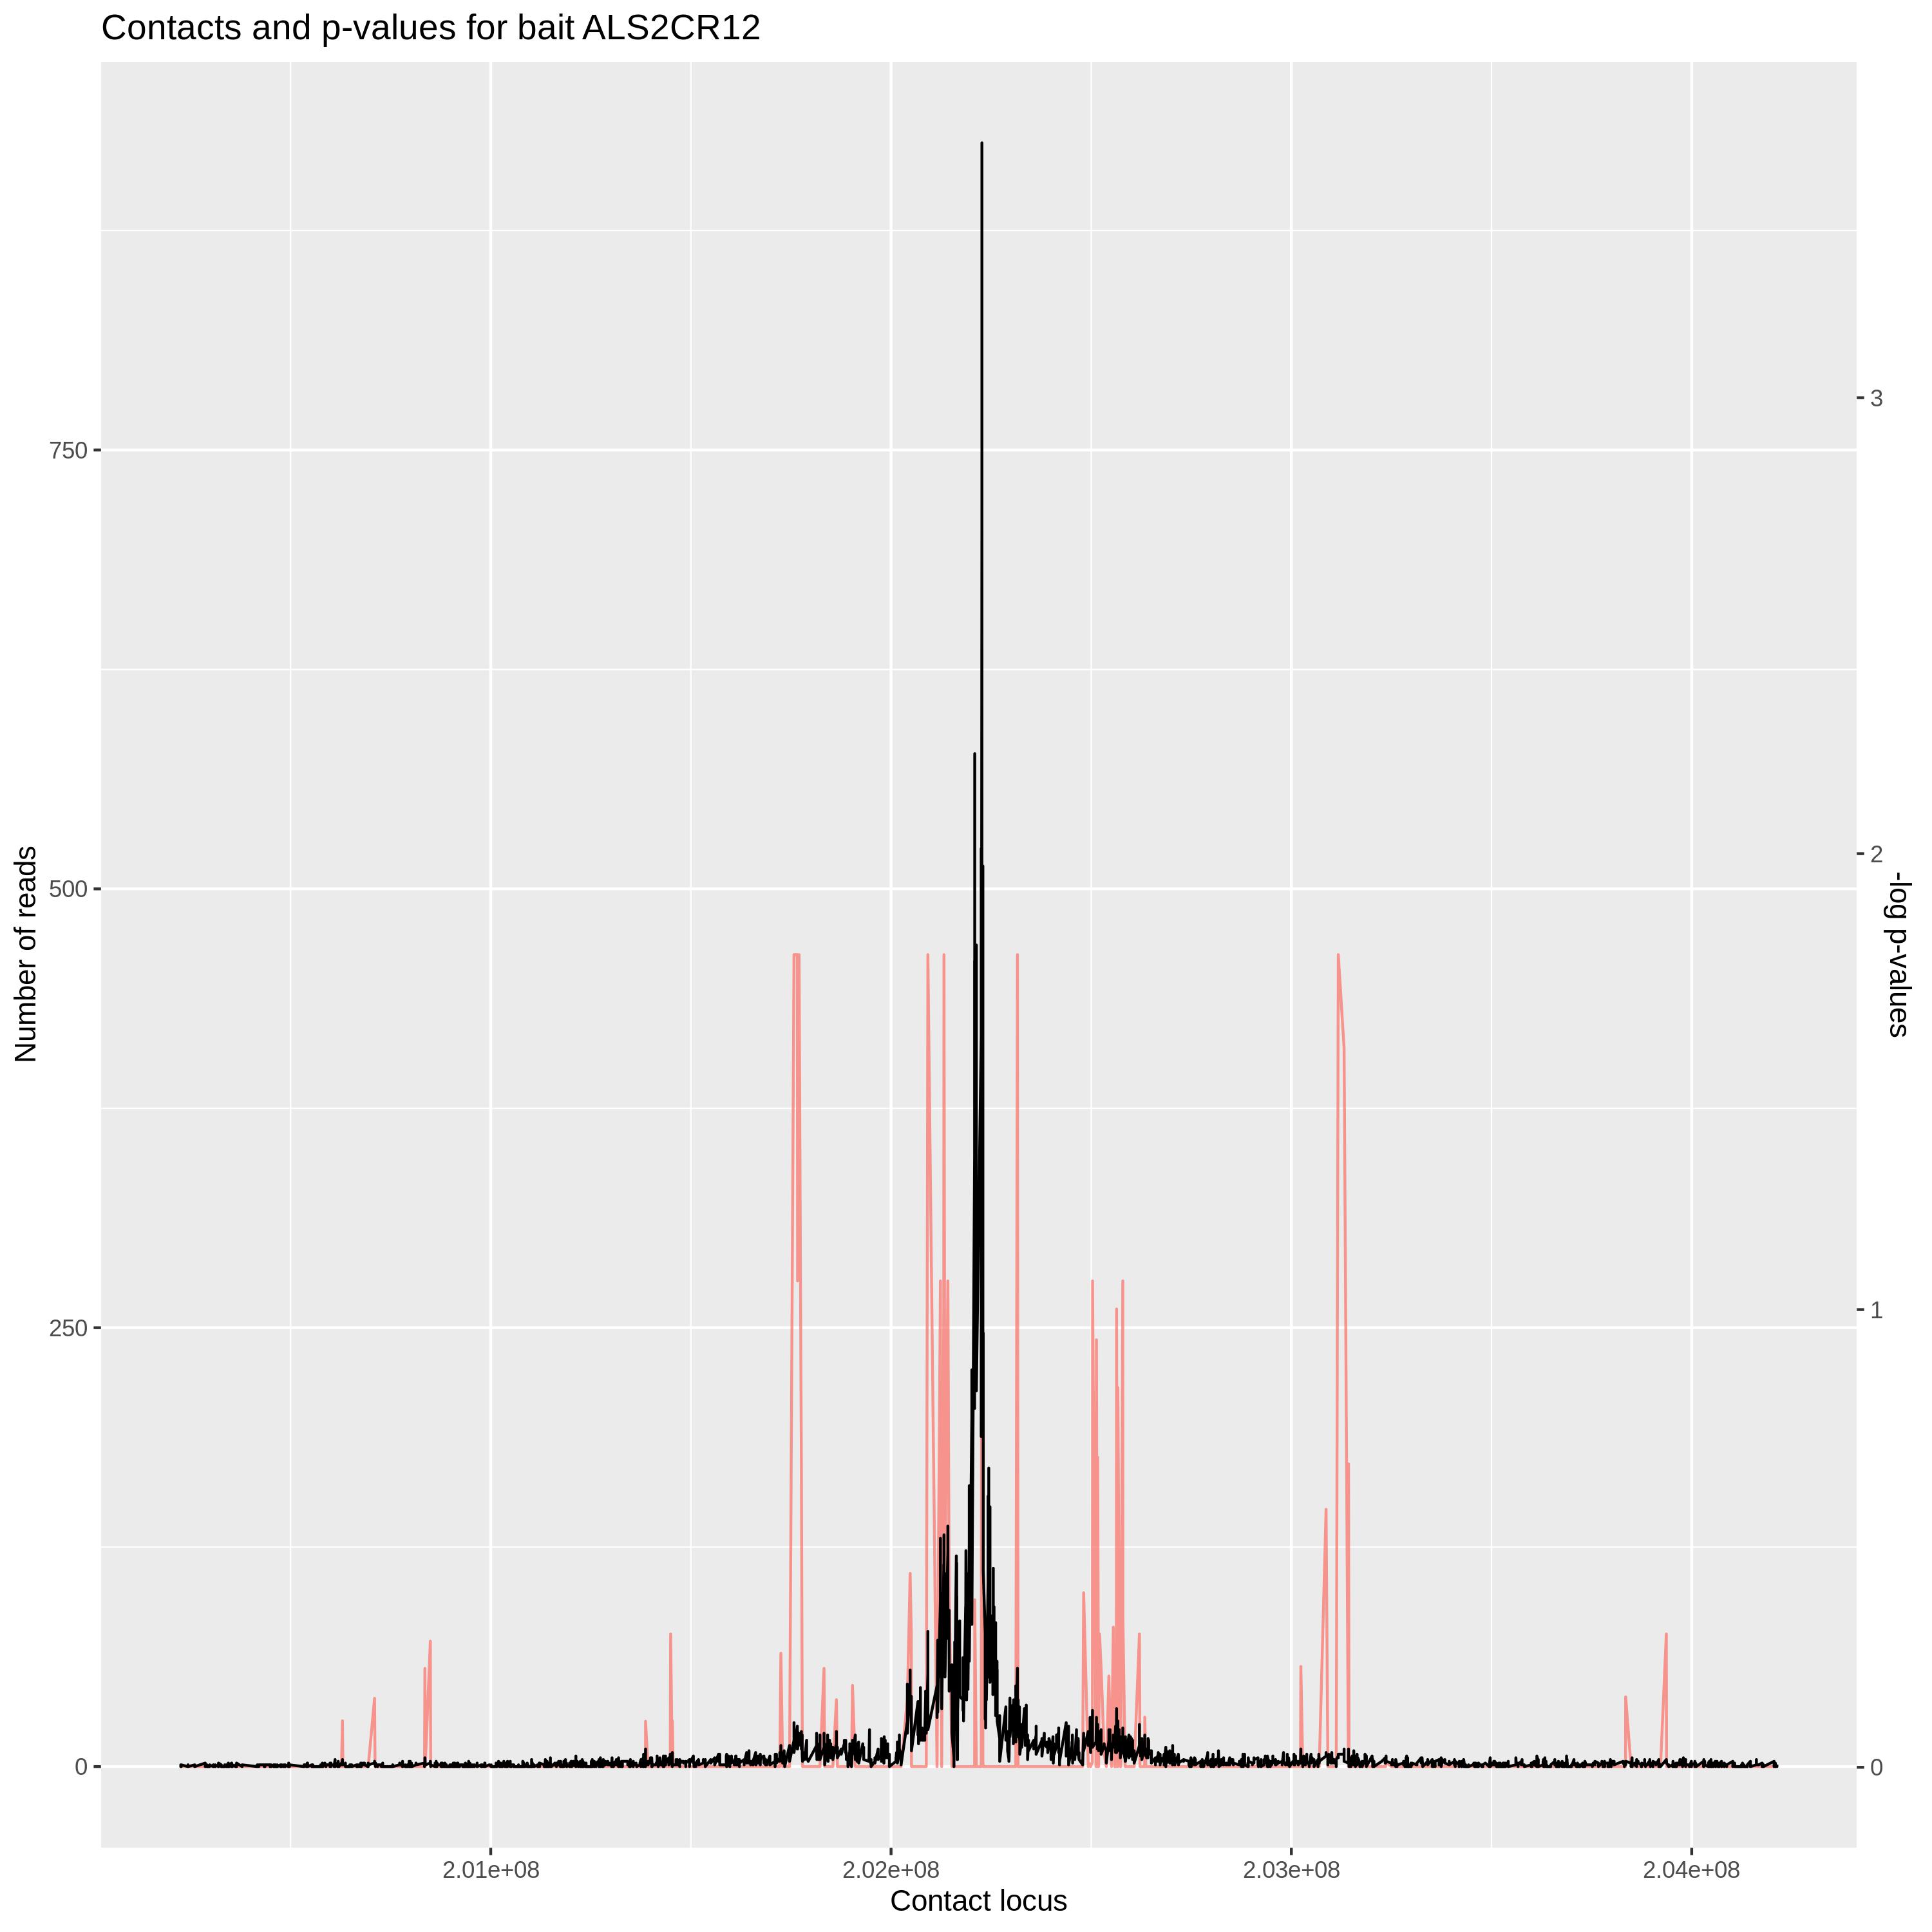 Contacts and p-values for bait ALS2CR12
Number of reads
750
500
250
0
3
2
1
0
-log p-values
2.01e+08
2.02e+08
2.03e+08
2.04e+08
Contact locus